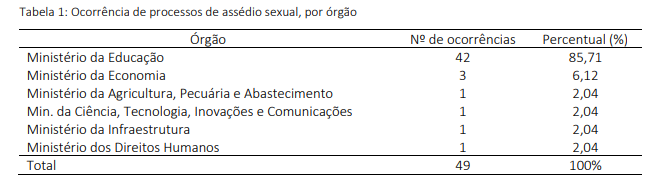 Tabela 1: Ocorrência de processos de assédio sexual, por órgão
Órgão Nº de ocorrências Percentual (%)
Ministério da Educação 42 85,71
Ministério da Economia 3 6,12
Ministério da Agricultura, Pecuária e Abastecimento 1 2,04
Min. da Ciência, Tecnologia, Inovações e Comunicações 1 2,04
Ministério da Infraestrutura 1 2,04
Ministério dos Direitos Humanos 1 2,04
Total 49 100%